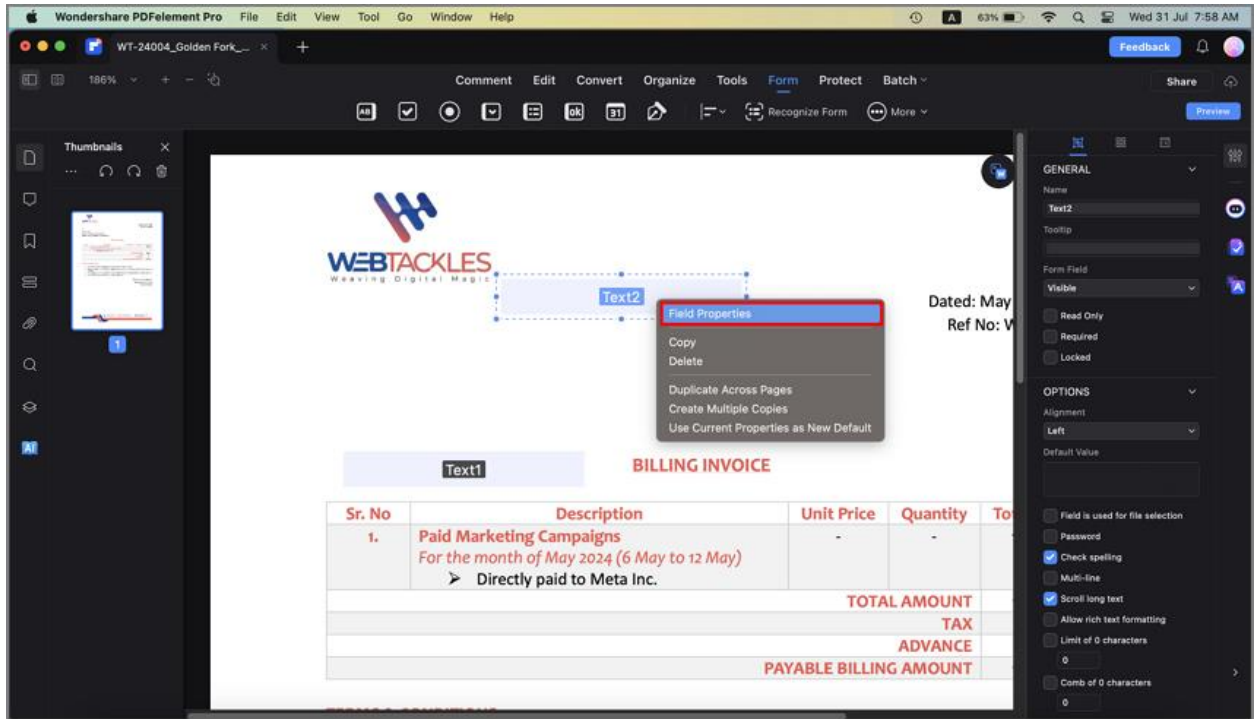 Wondershare PDFelement Pro File Edit View Tool Go Window Help A 63% Wed 31 Jul 7:58 AM
WT-24004_Golden Fork_... × + Feedback
186% + − Comment Edit Convert Organize Tools Form Protect Batch Share
AB ok 31 Recognize Form More Preview
Thumbnails ×
...
1
AI
WEBTACKLES
Weaving Digital Magic
Text2
Dated: May
Ref No: W
Field Properties
Copy
Delete
Duplicate Across Pages
Create Multiple Copies
Use Current Properties as New Default
Text1
BILLING INVOICE
Sr. No Description Unit Price Quantity To
1. Paid Marketing Campaigns - -
For the month of May 2024 (6 May to 12 May)
➤ Directly paid to Meta Inc.
TOTAL AMOUNT
TAX
ADVANCE
PAYABLE BILLING AMOUNT
GENERAL
Name
Text2
Tooltip
Form Field
Visible
Read Only
Required
Locked
OPTIONS
Alignment
Left
Default Value
Field is used for file selection
Password
Check spelling
Multi-line
Scroll long text
Allow rich text formatting
Limit of 0 characters
0
Comb of 0 characters
0